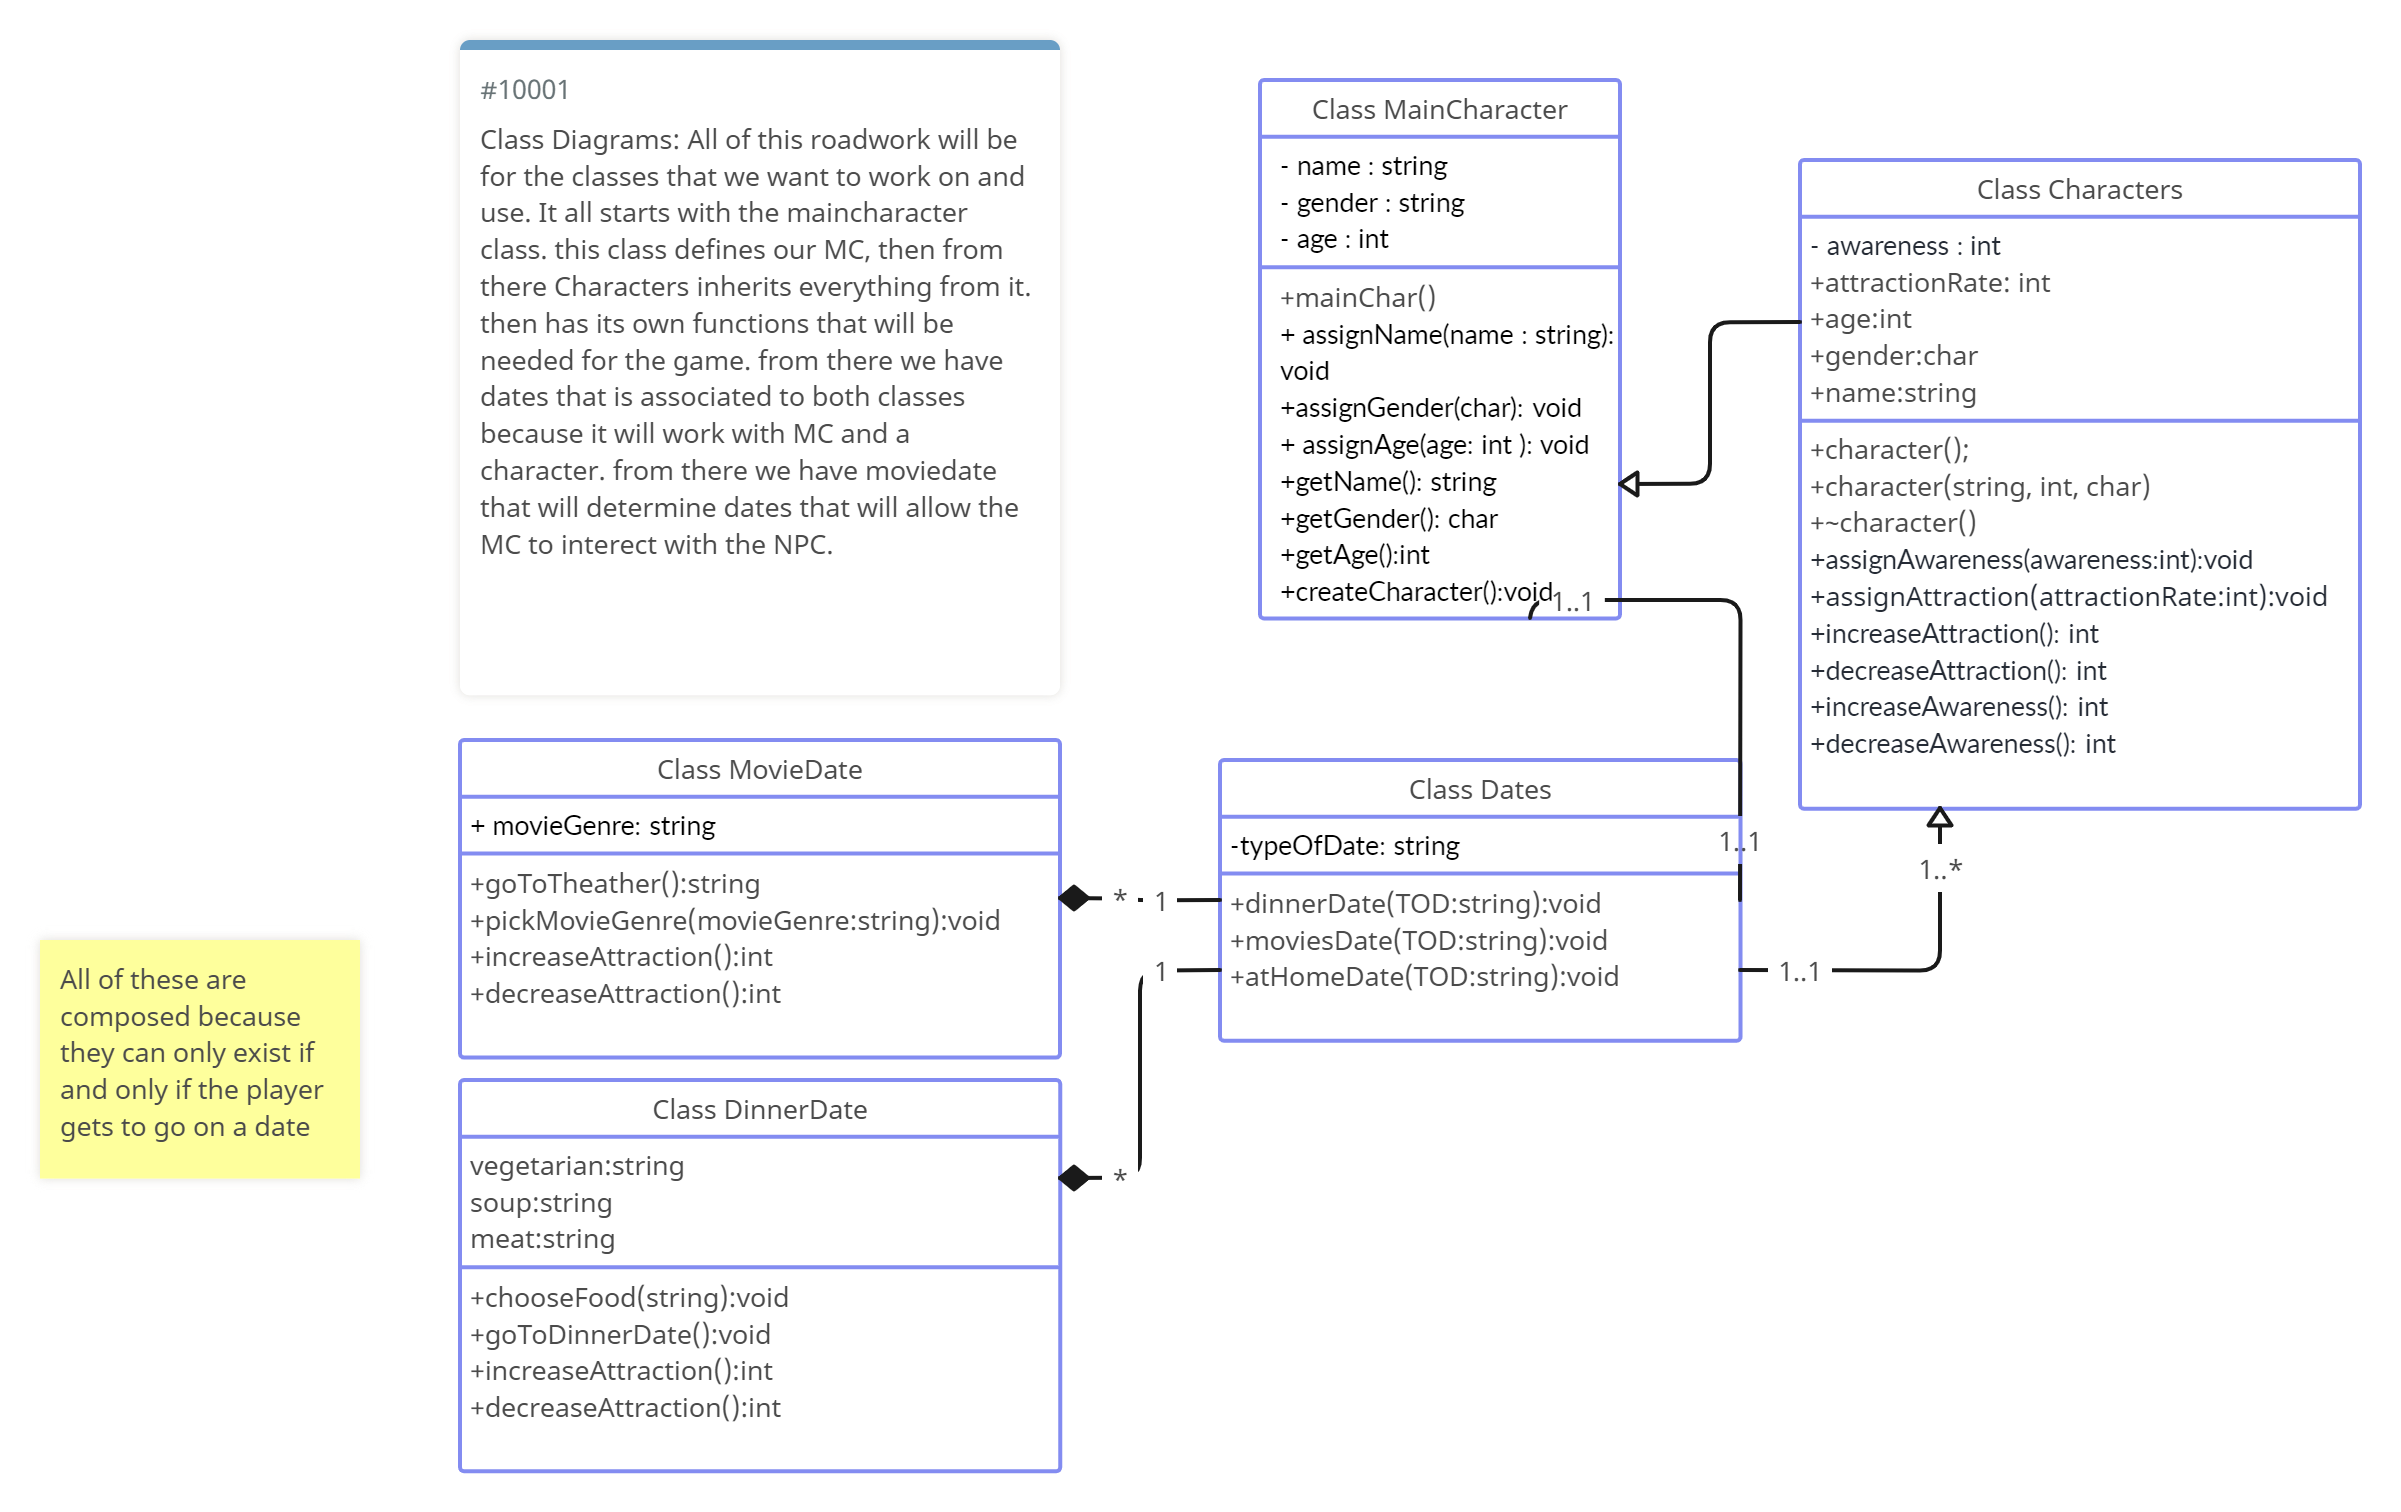 #10001
Class Diagrams: All of this roadwork will be
for the classes that we want to work on and
use. It all starts with the maincharacter
class. this class defines our MC, then from
there Characters inherits everything from it.
then has its own functions that will be
needed for the game. from there we have
dates that is associated to both classes
because it will work with MC and a
character. from there we have moviedate
that will determine dates that will allow the
MC to interect with the NPC.
Class MainCharacter
- name : string
- gender : string
- age : int
+mainChar()
+ assignName(name : string):
void
+assignGender(char): void
+ assignAge(age: int ): void
+getName(): string
+getGender(): char
+getAge():int
+createCharacter():void
1..1
Class Characters
- awareness : int
+attractionRate: int
+age:int
+gender:char
+name:string
+character();
+character(string, int, char)
+~character()
+assignAwareness(awareness:int):void
+assignAttraction(attractionRate:int):void
+increaseAttraction(): int
+decreaseAttraction(): int
+increaseAwareness(): int
+decreaseAwareness(): int
Class MovieDate
+ movieGenre: string
+goToTheather():string
+pickMovieGenre(movieGenre:string):void
+increaseAttraction():int
+decreaseAttraction():int
* 1
1
*
Class Dates
-typeOfDate: string
1..1
+dinnerDate(TOD:string):void
+moviesDate(TOD:string):void
+atHomeDate(TOD:string):void
1..*
1..1
All of these are
composed because
they can only exist if
and only if the player
gets to go on a date
Class DinnerDate
vegetarian:string
soup:string
meat:string
+chooseFood(string):void
+goToDinnerDate():void
+increaseAttraction():int
+decreaseAttraction():int